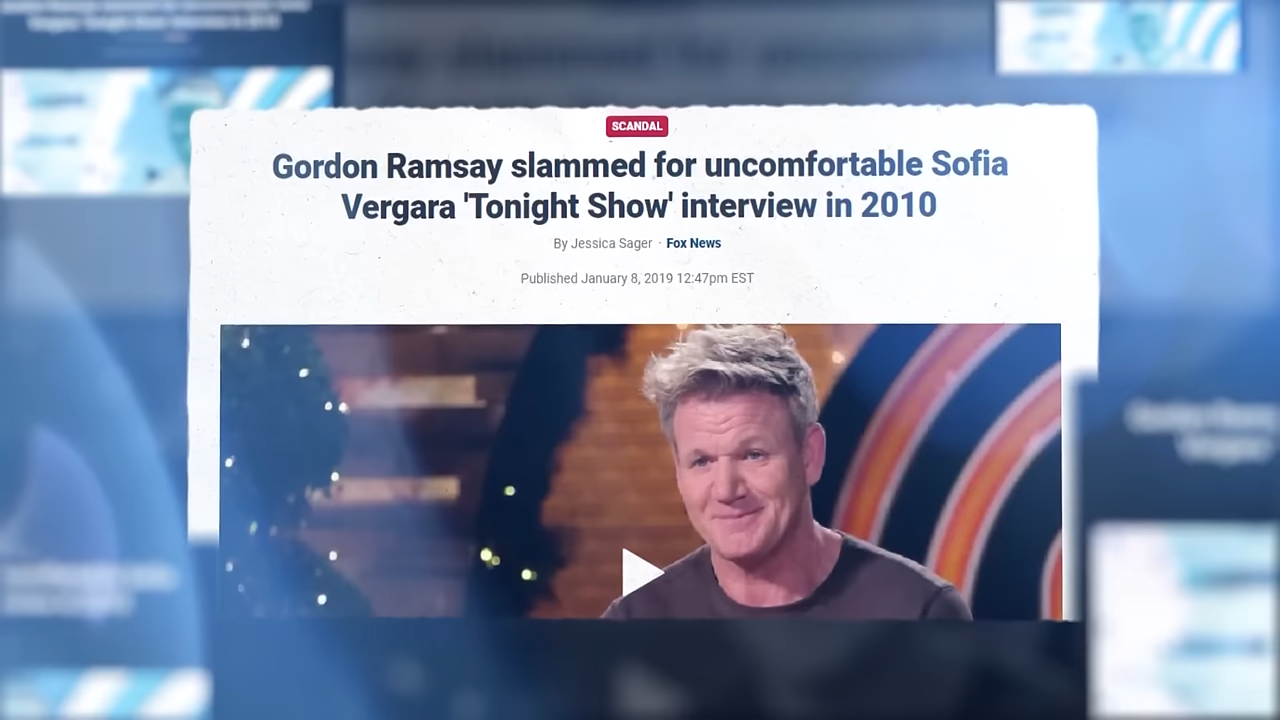 SCANDAL
Gordon Ramsay slammed for uncomfortable Sofia
Vergara 'Tonight Show' interview in 2010
By Jessica Sager · Fox News
Published January 8, 2019 12:47pm EST